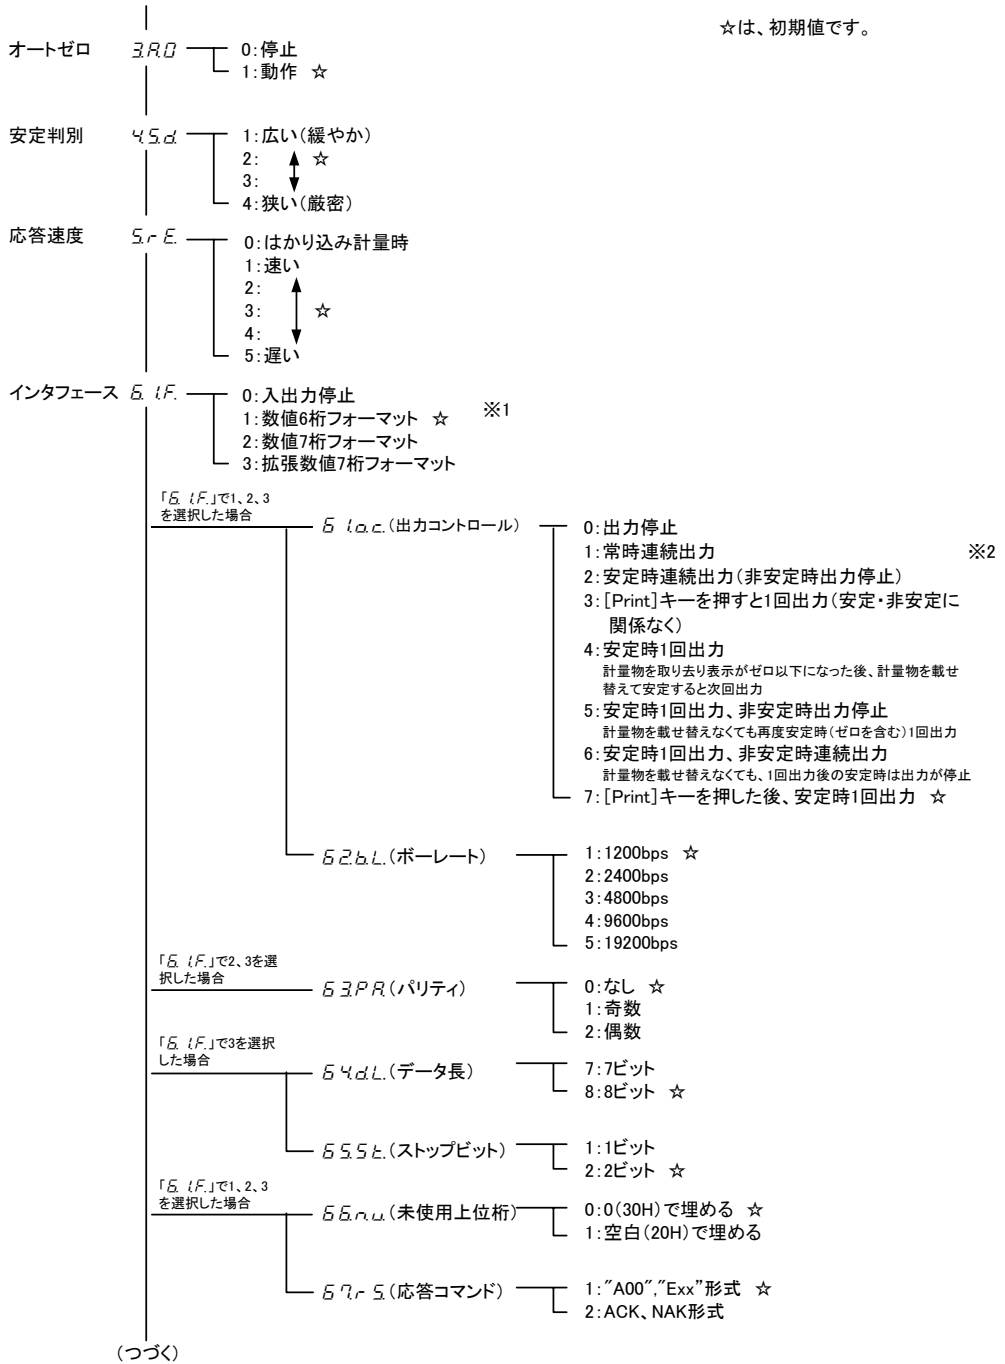 ☆は、初期値です。
オートゼロ 3.A.0 0:停止
1:動作 ☆
安定判別 4.S.d. 1:広い(緩やか)
2: ☆
3:
4:狭い(厳密)
応答速度 5.r E. 0:はかり込み計量時
1:速い
2:
3: ☆
4:
5:遅い
インタフェース 6. I.F. 0:入出力停止
1:数値6桁フォーマット ☆ ※1
2:数値7桁フォーマット
3:拡張数値7桁フォーマット
「6. I.F.」で1、2、3
を選択した場合
6 1.o.c.(出力コントロール) 0:出力停止
1:常時連続出力 ※2
2:安定時連続出力(非安定時出力停止)
3:[Print]キーを押すと1回出力(安定・非安定に
関係なく)
4:安定時1回出力
計量物を取り去り表示がゼロ以下になった後、計量物を載せ
替えて安定すると次回出力
5:安定時1回出力、非安定時出力停止
計量物を載せ替えなくても再度安定時(ゼロを含む)1回出力
6:安定時1回出力、非安定時連続出力
計量物を載せ替えなくても、1回出力後の安定時は出力が停止
7:[Print]キーを押した後、安定時1回出力 ☆
6 2.b.L.(ボーレート) 1:1200bps ☆
2:2400bps
3:4800bps
4:9600bps
5:19200bps
「6. I.F.」で2、3を選
択した場合
6 3.P A.(パリティ) 0:なし ☆
1:奇数
2:偶数
「6. I.F.」で3を選択
した場合
6 4.d.L.(データ長) 7:7ビット
8:8ビット ☆
6 5.S t.(ストップビット) 1:1ビット
2:2ビット ☆
「6. I.F.」で1、2、3
を選択した場合
6 6.n.u.(未使用上位桁) 0:0(30H)で埋める ☆
1:空白(20H)で埋める
6 7.r S.(応答コマンド) 1:"A00","Exx"形式 ☆
2:ACK、NAK形式
(つづく)